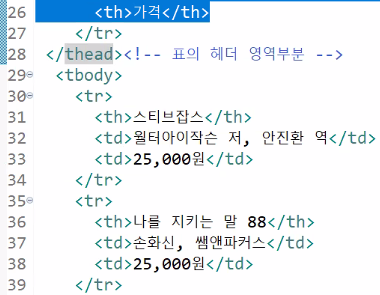 26 <th>가격</th>
27 </tr>
28 </thead><!-- 표의 헤더 영역부분 -->
29 <tbody>
30 <tr>
31 <th>스티브잡스</th>
32 <td>월터아이작슨 저, 안진환 역</td>
33 <td>25,000원</td>
34 </tr>
35 <tr>
36 <th>나를 지키는 말 88</th>
37 <td>손화신, 쌤앤파커스</td>
38 <td>25,000원</td>
39 </tr>